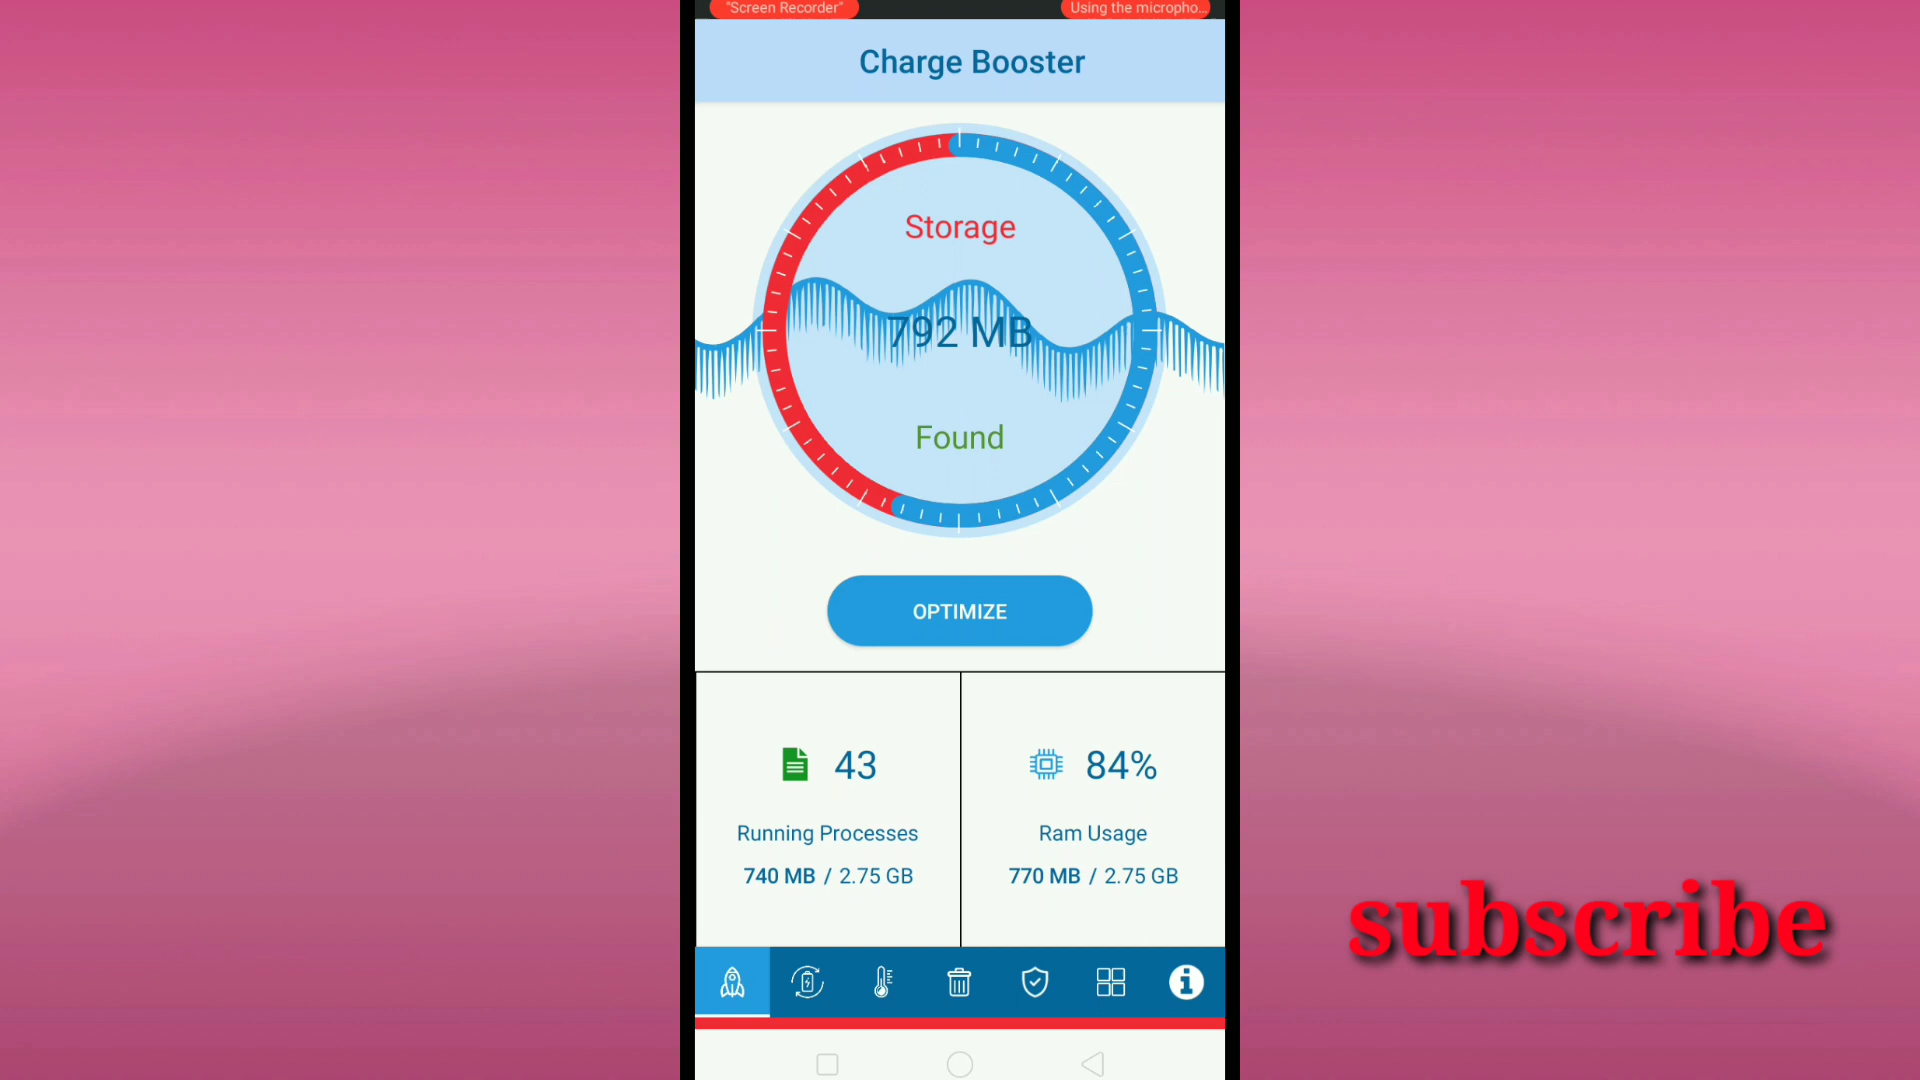 "Screen Recorder"
Using the micropho...
Charge Booster
Storage
792 MB
Found
OPTIMIZE
43
84%
Running Processes
Ram Usage
740 MB / 2.75 GB
770 MB / 2.75 GB
subscribe